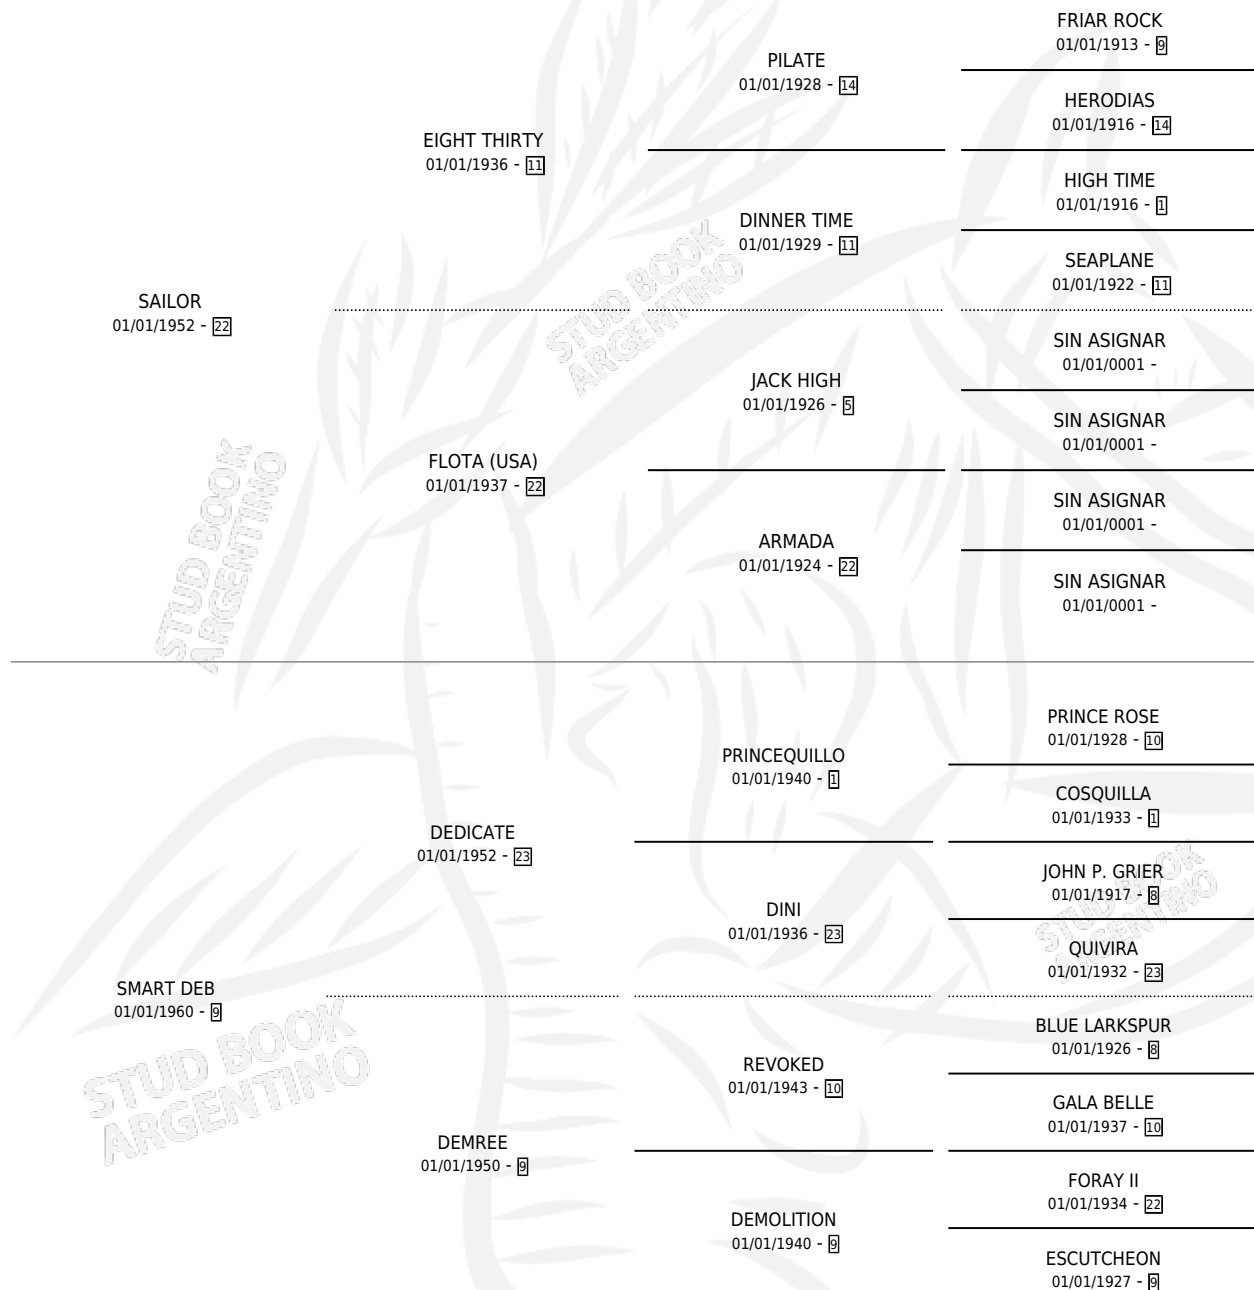 FRIAR ROCK
01/01/1913 - 9
PILATE
01/01/1928 - 14
HERODIAS
01/01/1916 - 14
EIGHT THIRTY
01/01/1936 - 11
HIGH TIME
01/01/1916 - 1
DINNER TIME
01/01/1929 - 11
SEAPLANE
01/01/1922 - 11
SAILOR
01/01/1952 - 22
STUD BOOK
ARGENTINO
SIN ASIGNAR
01/01/0001 -
JACK HIGH
01/01/1926 - 5
SIN ASIGNAR
01/01/0001 -
FLOTA (USA)
01/01/1937 - 22
SIN ASIGNAR
01/01/0001 -
ARMADA
01/01/1924 - 22
SIN ASIGNAR
01/01/0001 -
STUD BOOK
ARGENTINO
PRINCE ROSE
01/01/1928 - 10
PRINCEQUILLO
01/01/1940 - 1
COSQUILLA
01/01/1933 - 1
DEDICATE
01/01/1952 - 23
JOHN P. GRIER
01/01/1917 - 8
DINI
01/01/1936 - 23
QUIVIRA
01/01/1932 - 23
STUD BOOK
ARGENTINO
SMART DEB
01/01/1960 - 9
BLUE LARKSPUR
01/01/1926 - 8
REVOKED
01/01/1943 - 10
GALA BELLE
01/01/1937 - 10
STUD BOOK
ARGENTINO
DEMREE
01/01/1950 - 9
FORAY II
01/01/1934 - 22
DEMOLITION
01/01/1940 - 9
ESCUTCHEON
01/01/1927 - 9